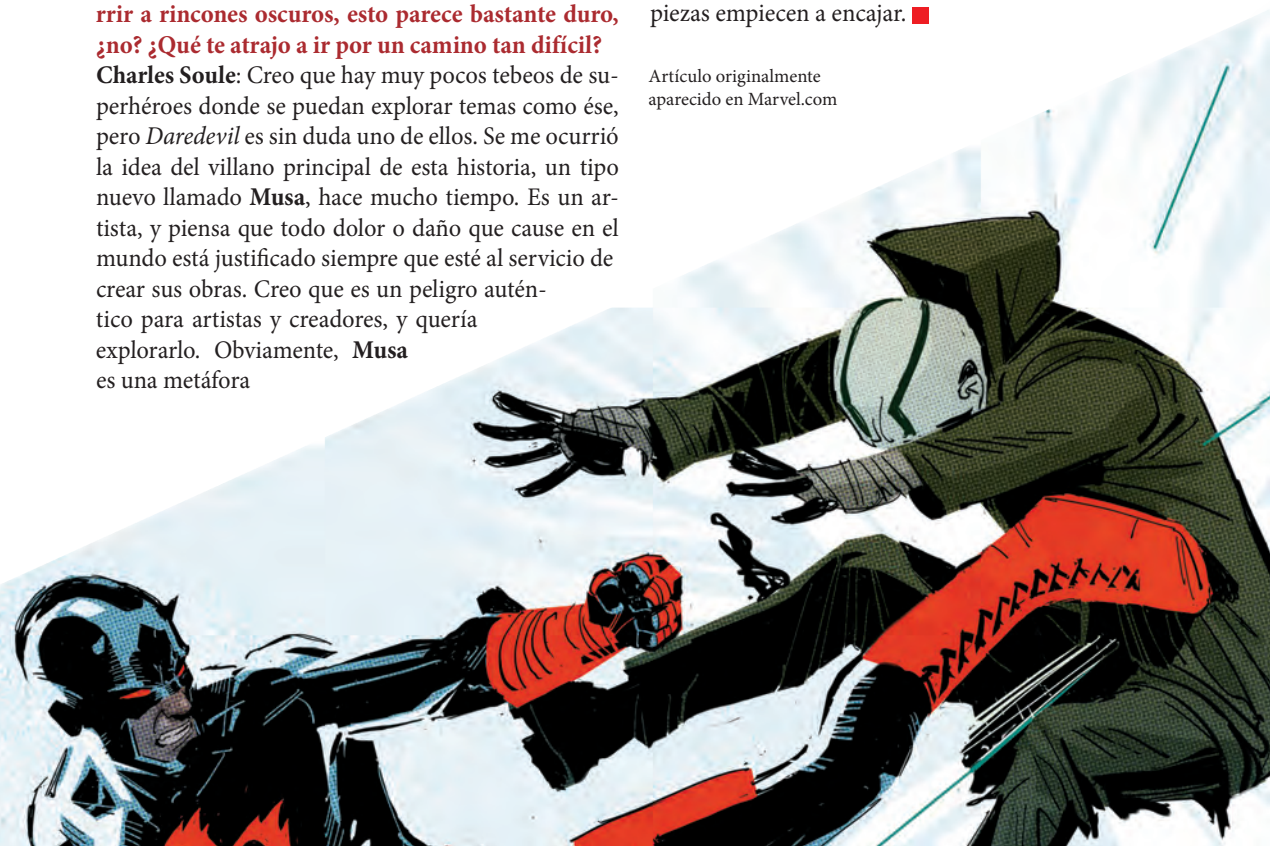 rrir a rincones oscuros, esto parece bastante duro,
¿no? ¿Qué te atrajo a ir por un camino tan difícil?
Charles Soule: Creo que hay muy pocos tebeos de su-
perhéroes donde se puedan explorar temas como ése,
pero Daredevil es sin duda uno de ellos. Se me ocurrió
la idea del villano principal de esta historia, un tipo
nuevo llamado Musa, hace mucho tiempo. Es un ar-
tista, y piensa que todo dolor o daño que cause en el
mundo está justificado siempre que esté al servicio de
crear sus obras. Creo que es un peligro autén-
tico para artistas y creadores, y quería
explorarlo. Obviamente, Musa
es una metáfora
piezas empiecen a encajar.
Artículo originalmente
aparecido en Marvel.com